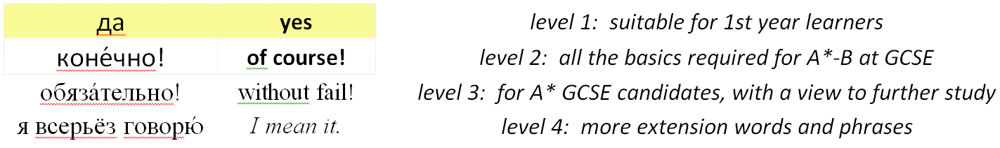 да yes level 1: suitable for 1st year learners
коне́чно! of course! level 2: all the basics required for A*-B at GCSE
обяза́тельно! without fail! level 3: for A* GCSE candidates, with a view to further study
я всерьёз говорю́ I mean it. level 4: more extension words and phrases